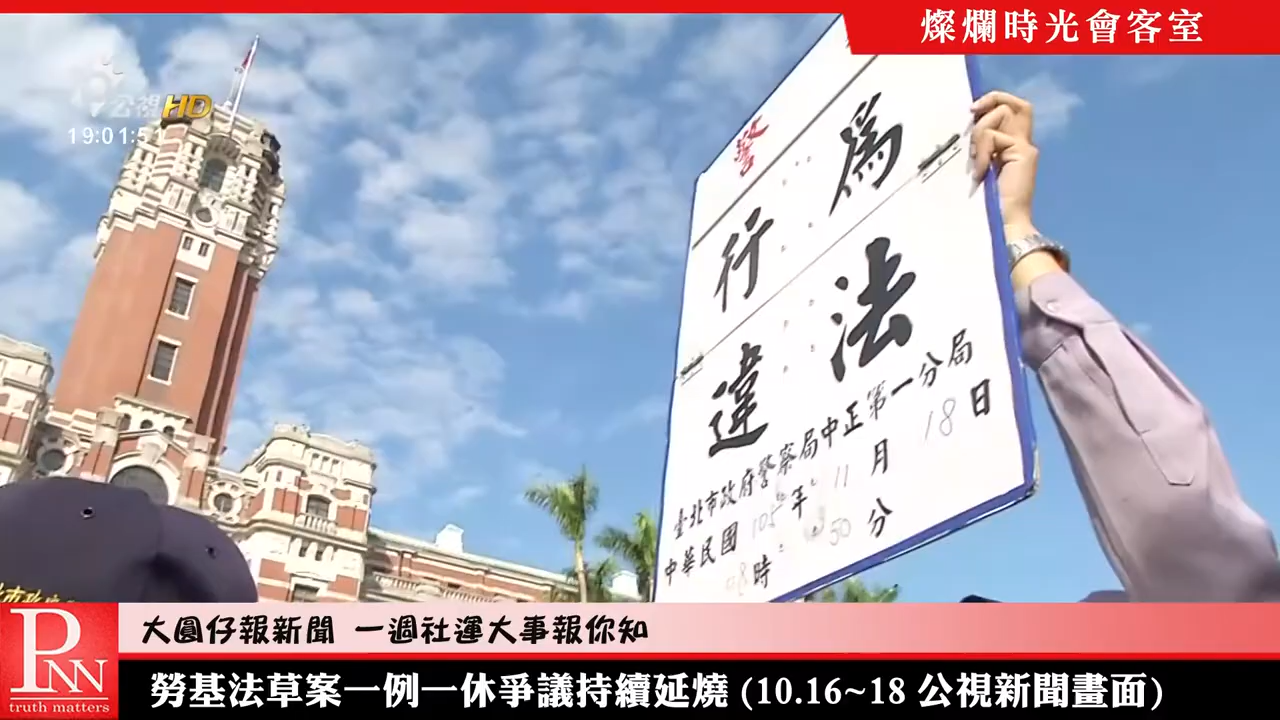 燦爛時光會客室
公視HD
19:01:51
警
行為
違法
臺北市政府警察局中正第一分局
中華民國105年11月18日
08時50分
大圓仔報新聞 一週社運大事報你知
PNN
truth matters
勞基法草案一例一休爭議持續延燒 (10.16~18 公視新聞畫面)